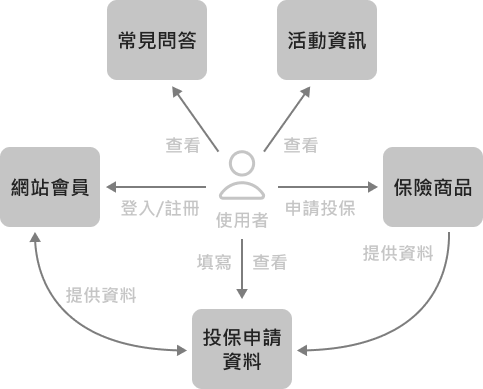 常見問答
活動資訊
查看
查看
網站會員
保險商品
登入/註冊
申請投保
使用者
填寫
查看
提供資料
提供資料
投保申請
資料